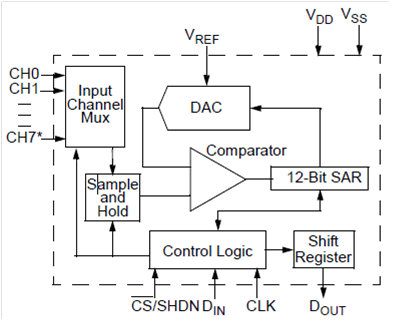 VDD VSS
VREF
CH0
CH1
CH7*
Input
Channel
Mux
DAC
Comparator
Sample
and
Hold
12-Bit SAR
Control Logic
Shift
Register
CS/SHDN DIN CLK DOUT